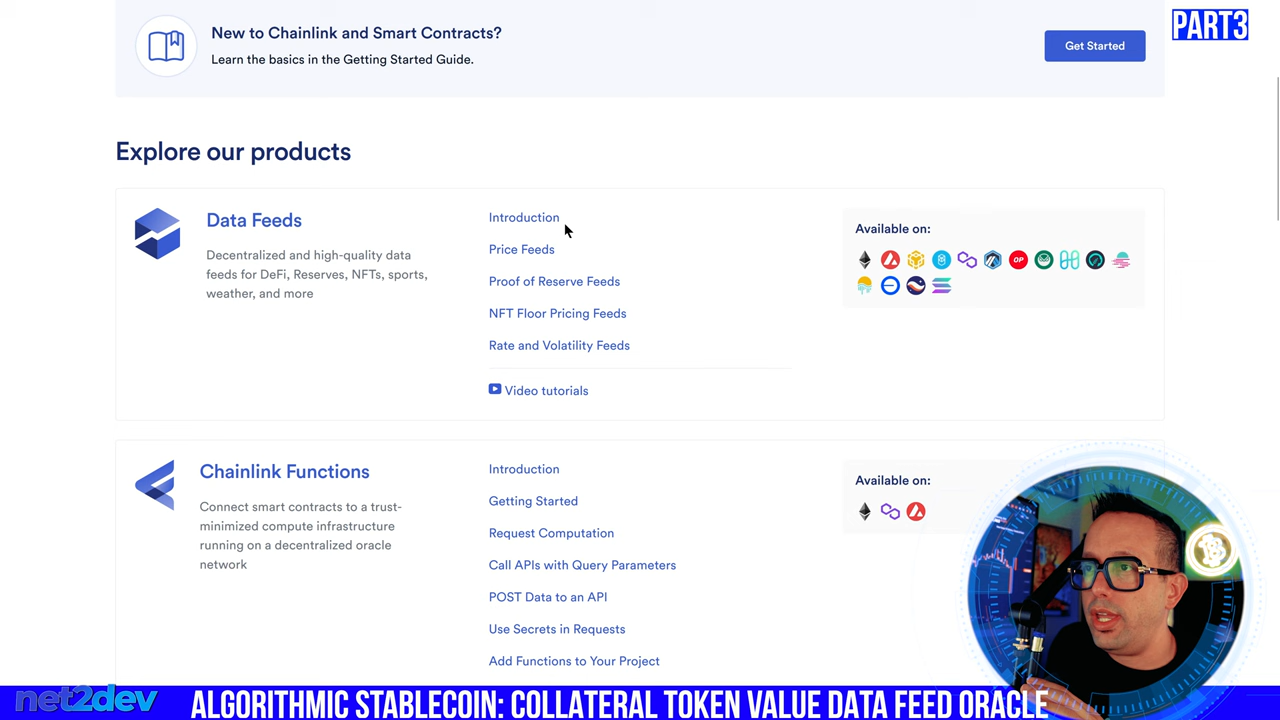 PART3
New to Chainlink and Smart Contracts?
Learn the basics in the Getting Started Guide.
Get Started
Explore our products
Data Feeds
Decentralized and high-quality data
feeds for DeFi, Reserves, NFTs, sports,
weather, and more
Introduction
Price Feeds
Proof of Reserve Feeds
NFT Floor Pricing Feeds
Rate and Volatility Feeds
Video tutorials
Available on:
OP
Chainlink Functions
Connect smart contracts to a trust-
minimized compute infrastructure
running on a decentralized oracle
network
Introduction
Getting Started
Request Computation
Call APIs with Query Parameters
POST Data to an API
Use Secrets in Requests
Add Functions to Your Project
Available on:
net2dev
ALGORITHMIC STABLECOIN: COLLATERAL TOKEN VALUE DATA FEED ORACLE